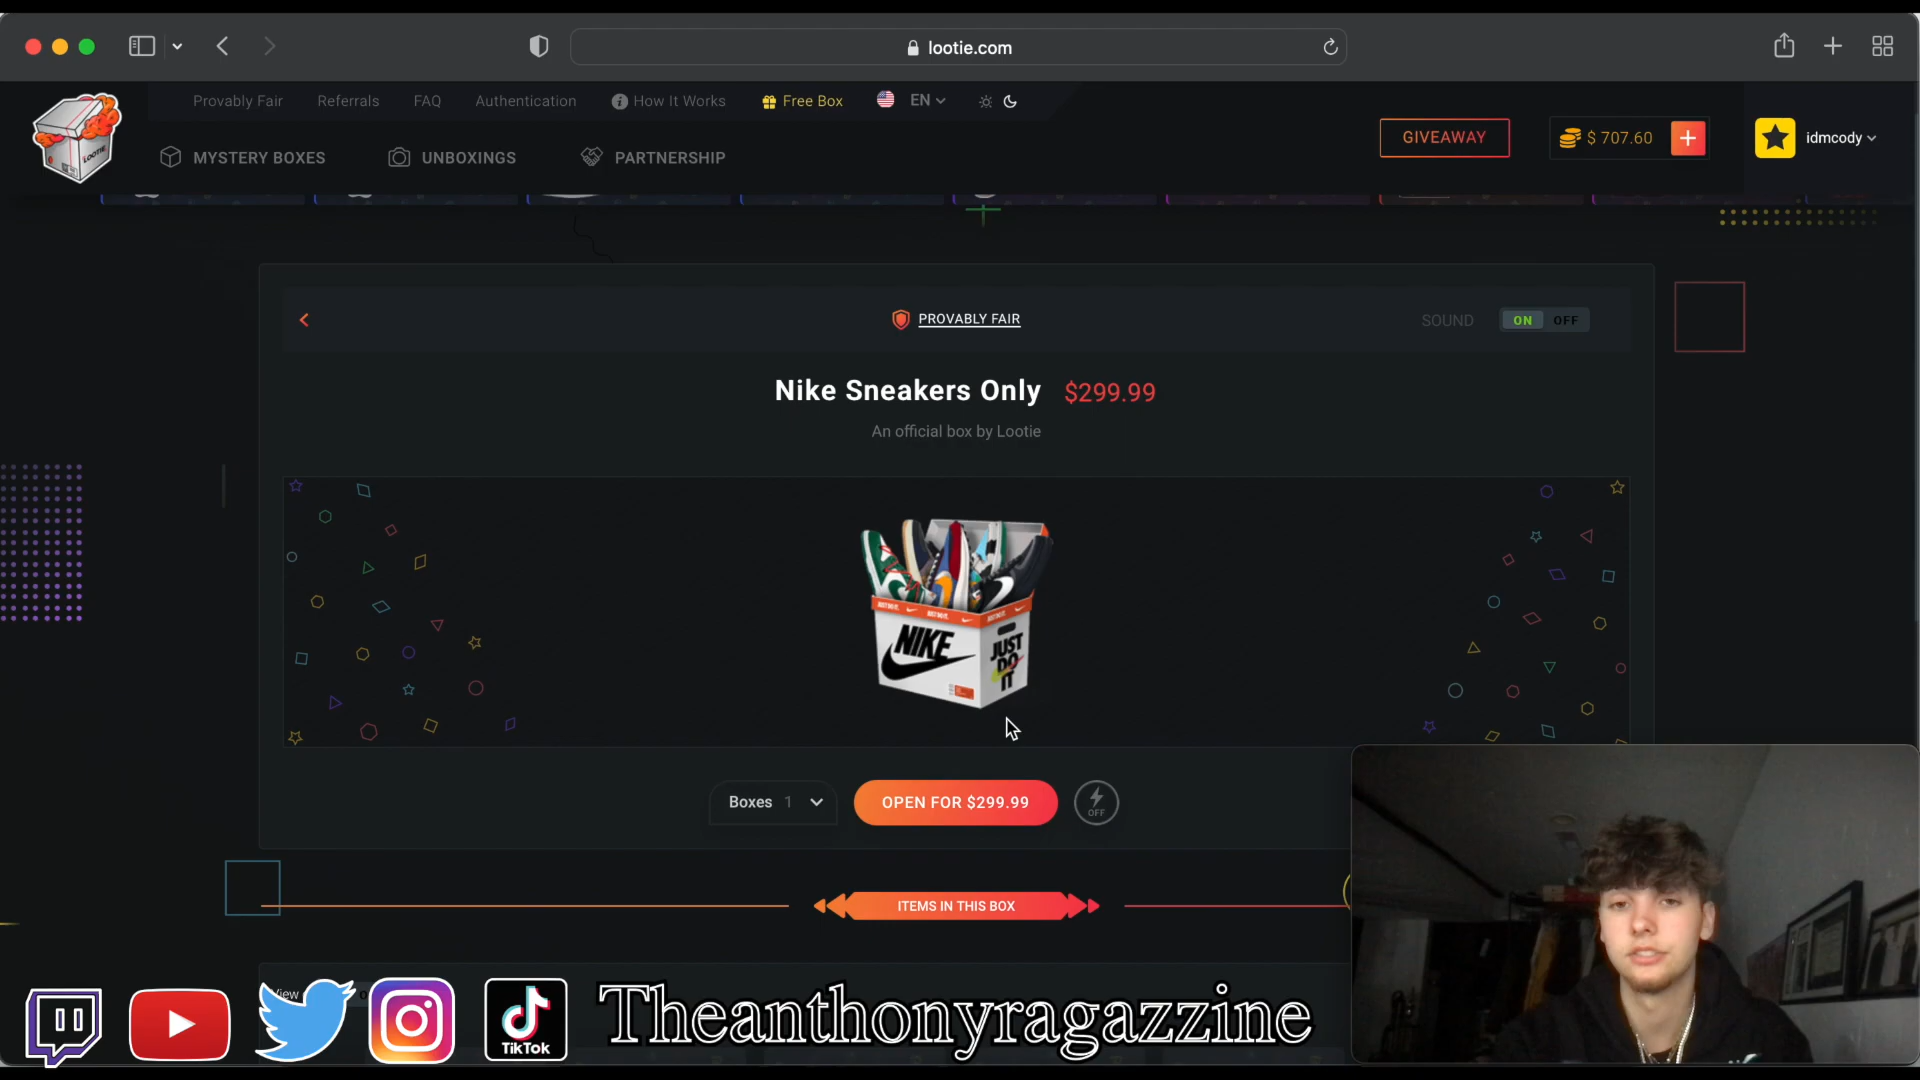 lootie.com
Provably Fair Referrals FAQ Authentication How It Works Free Box EN
MYSTERY BOXES UNBOXINGS PARTNERSHIP
GIVEAWAY $ 707.60 + idmcody
LOOTIE
PROVABLY FAIR
SOUND ON OFF
Nike Sneakers Only $299.99
An official box by Lootie
NIKE
JUST DO IT
Boxes 1 OPEN FOR $299.99 OFF
ITEMS IN THIS BOX
View
TikTok
Theanthonyragazzine